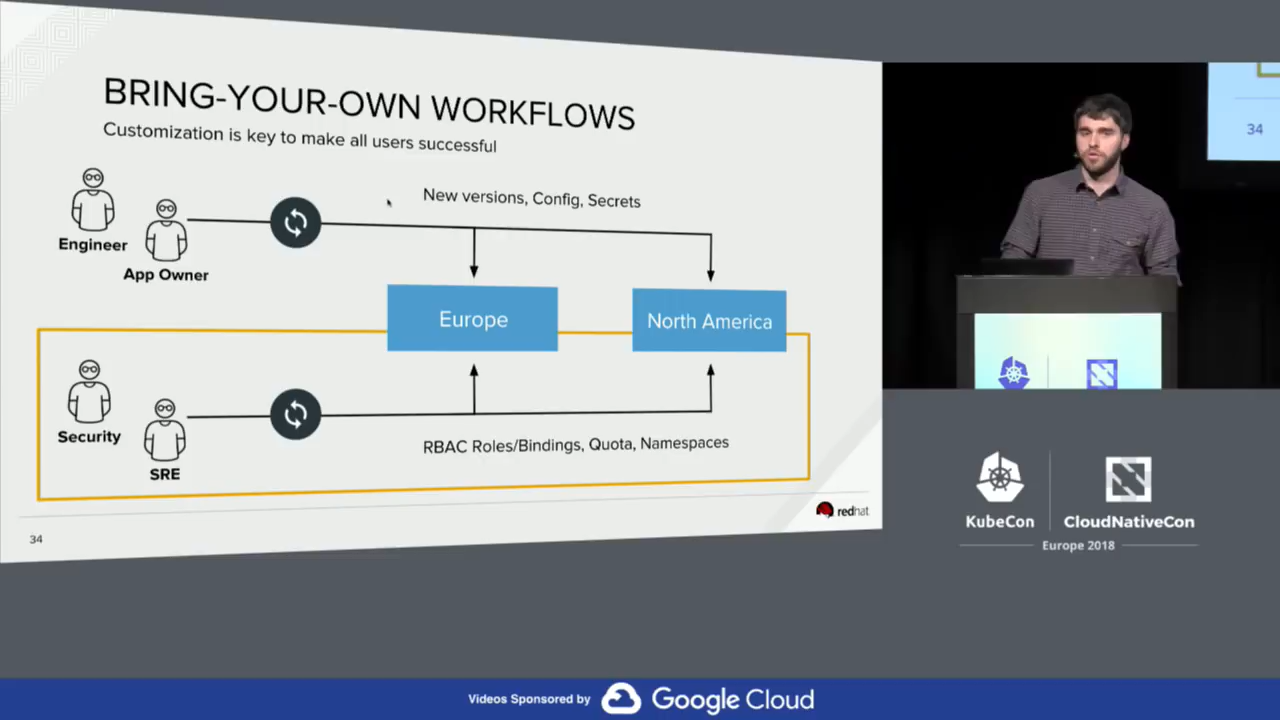 BRING-YOUR-OWN WORKFLOWS
Customization is key to make all users successful
New versions, Config, Secrets
Engineer
App Owner
Europe
North America
Security
SRE
RBAC Roles/Bindings, Quota, Namespaces
redhat
34
34
KubeCon
CloudNativeCon
Europe 2018
Videos Sponsored by
Google Cloud